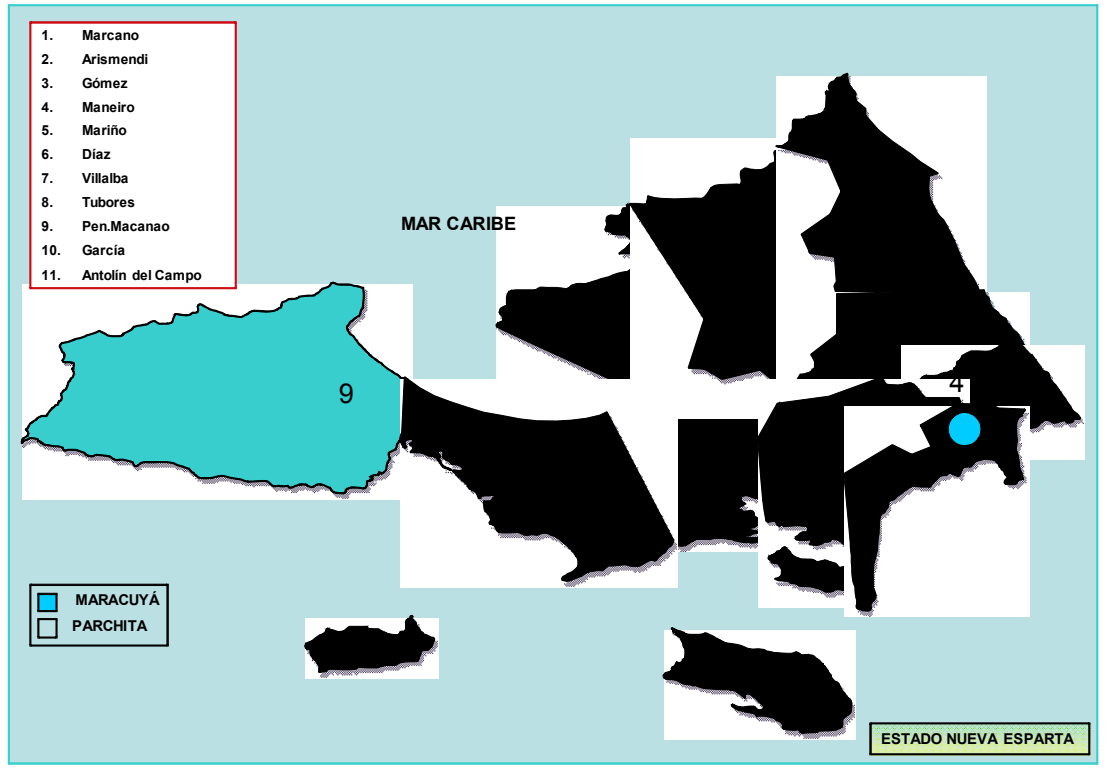 1. Marcano
2. Arismendi
3. Gómez
4. Maneiro
5. Mariño
6. Díaz
7. Villalba
8. Tubores
9. Pen.Macanao
10. García
11. Antolín del Campo
MAR CARIBE
9
4
MARACUYÁ
PARCHITA
ESTADO NUEVA ESPARTA